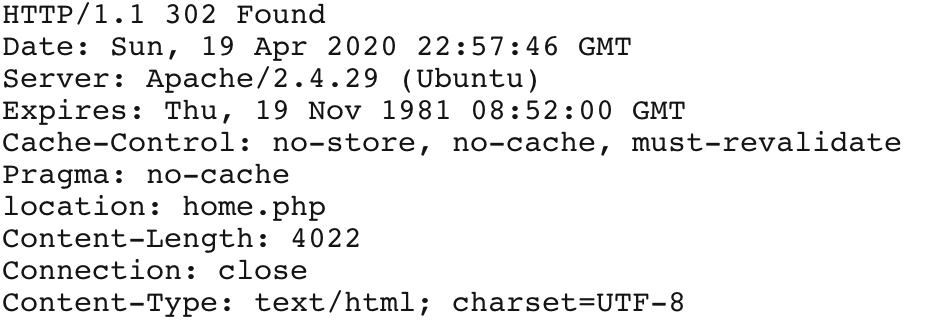 HTTP/1.1 302 Found
Date: Sun, 19 Apr 2020 22:57:46 GMT
Server: Apache/2.4.29 (Ubuntu)
Expires: Thu, 19 Nov 1981 08:52:00 GMT
Cache-Control: no-store, no-cache, must-revalidate
Pragma: no-cache
location: home.php
Content-Length: 4022
Connection: close
Content-Type: text/html; charset=UTF-8